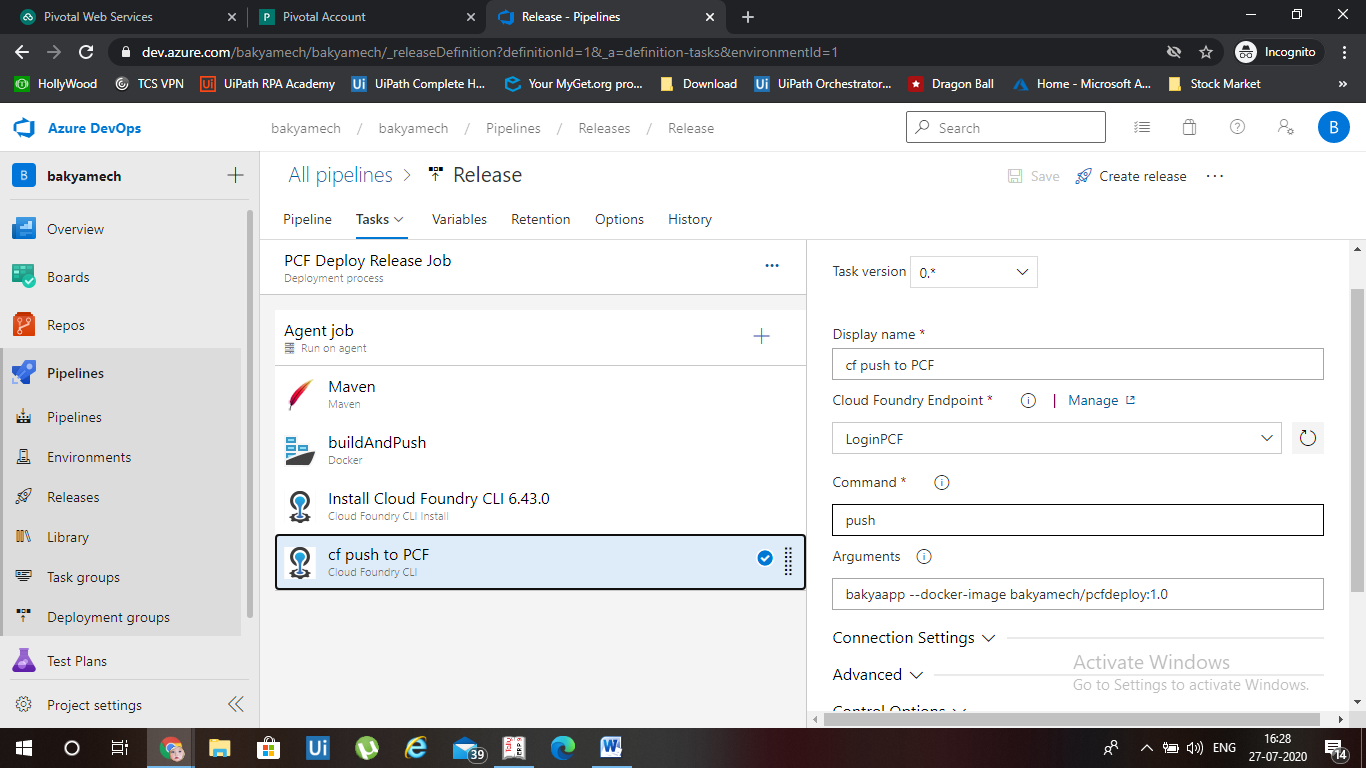 Pivotal Web Services
Pivotal Account
Release - Pipelines
dev.azure.com/bakyamech/bakyamech/_releaseDefinition?definitionId=1&_a=definition-tasks&environmentId=1
Incognito
HollyWood
TCS VPN
UiPath RPA Academy
UiPath Complete H...
Your MyGet.org pro...
Download
UiPath Orchestrator...
Dragon Ball
Home - Microsoft A...
Stock Market
»
Azure DevOps
bakyamech / bakyamech / Pipelines / Releases / Release
Search
B
B bakyamech
Overview
Boards
Repos
Pipelines
Pipelines
Environments
Releases
Library
Task groups
Deployment groups
Test Plans
Project settings
All pipelines > Release
Save
Create release
...
Pipeline
Tasks
Variables
Retention
Options
History
PCF Deploy Release Job
Deployment process
Agent job
Run on agent
Maven
Maven
buildAndPush
Docker
Install Cloud Foundry CLI 6.43.0
Cloud Foundry CLI Install
cf push to PCF
Cloud Foundry CLI
Task version 0.*
Display name *
cf push to PCF
Cloud Foundry Endpoint * | Manage
LoginPCF
Command *
push
Arguments
bakyaapp --docker-image bakyamech/pcfdeploy:1.0
Connection Settings
Advanced
Control Options
Activate Windows
Go to Settings to activate Windows.
39
ENG
16:28
27-07-2020
14